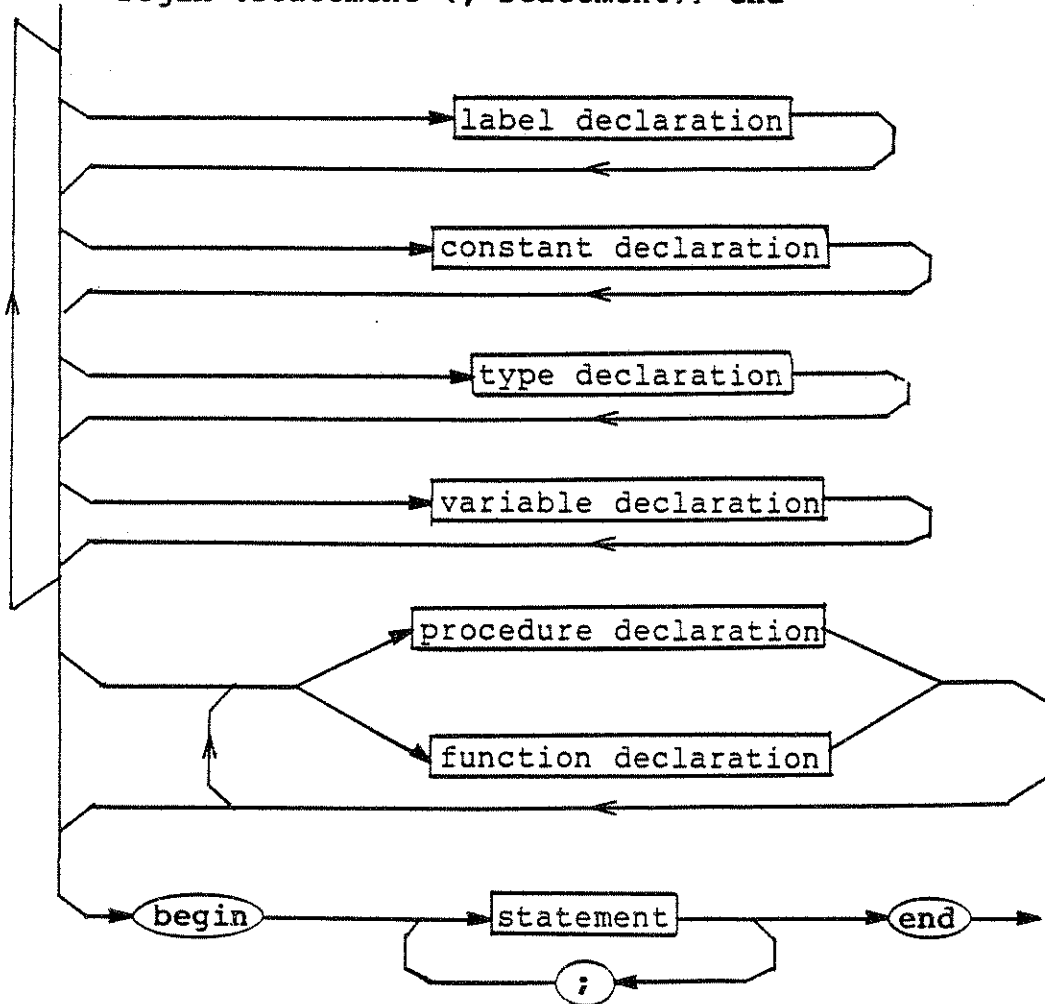 label declaration
constant declaration
type declaration
variable declaration
procedure declaration
function declaration
begin statement end
;